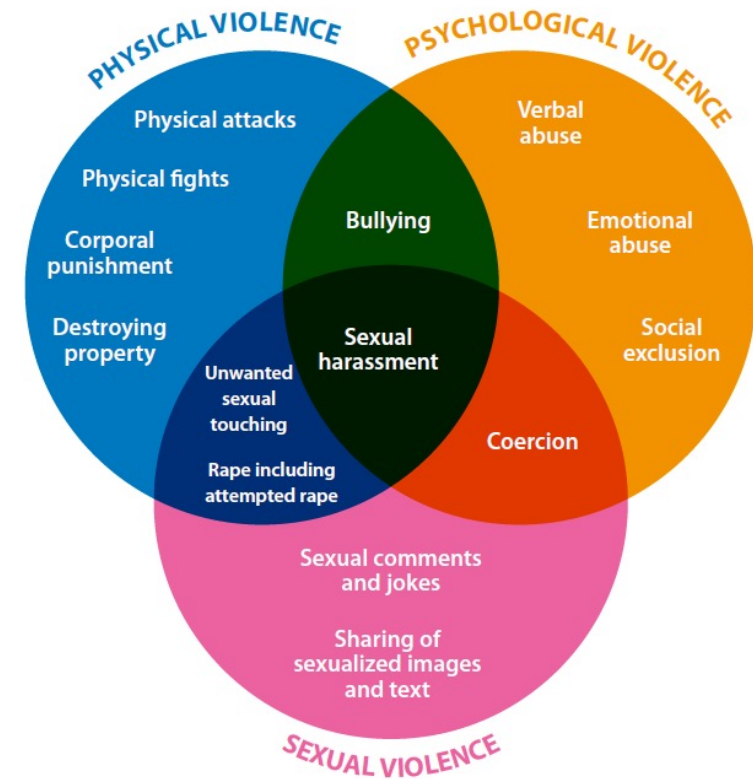 PHYSICAL VIOLENCE
PSYCHOLOGICAL VIOLENCE
Physical attacks
Physical fights
Corporal
punishment
Destroying
property
Bullying
Verbal
abuse
Emotional
abuse
Social
exclusion
Sexual
harassment
Unwanted
sexual
touching
Rape including
attempted rape
Coercion
Sexual comments
and jokes
Sharing of
sexualized images
and text
SEXUAL VIOLENCE